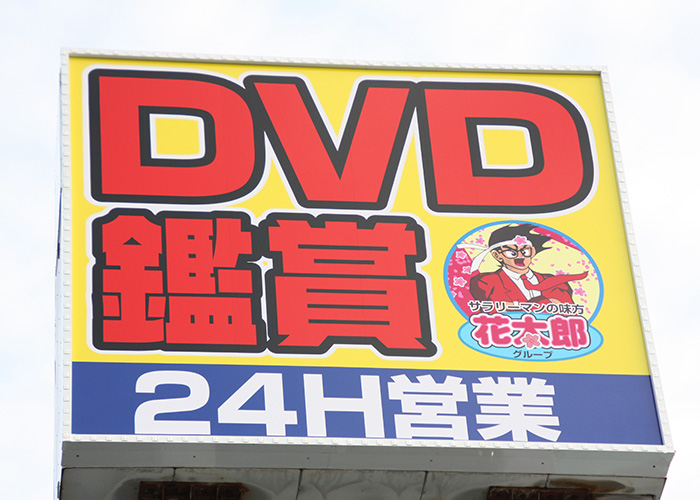 DVD
鑑賞
サラリーマンの味方
花太郎
グループ
24H営業